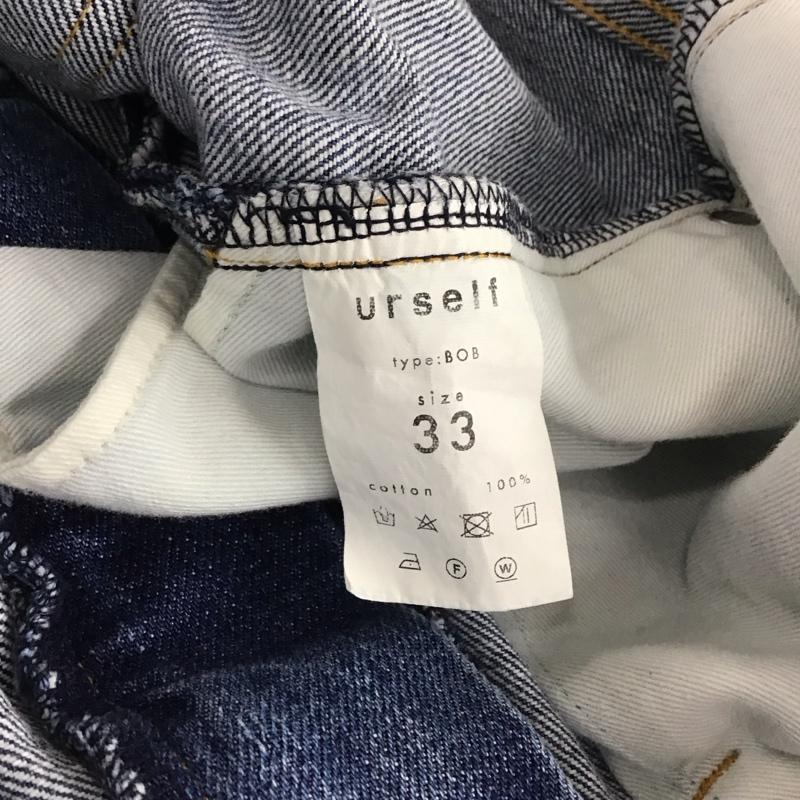 urself
type:BOB
size
33
cotton 100%
F W